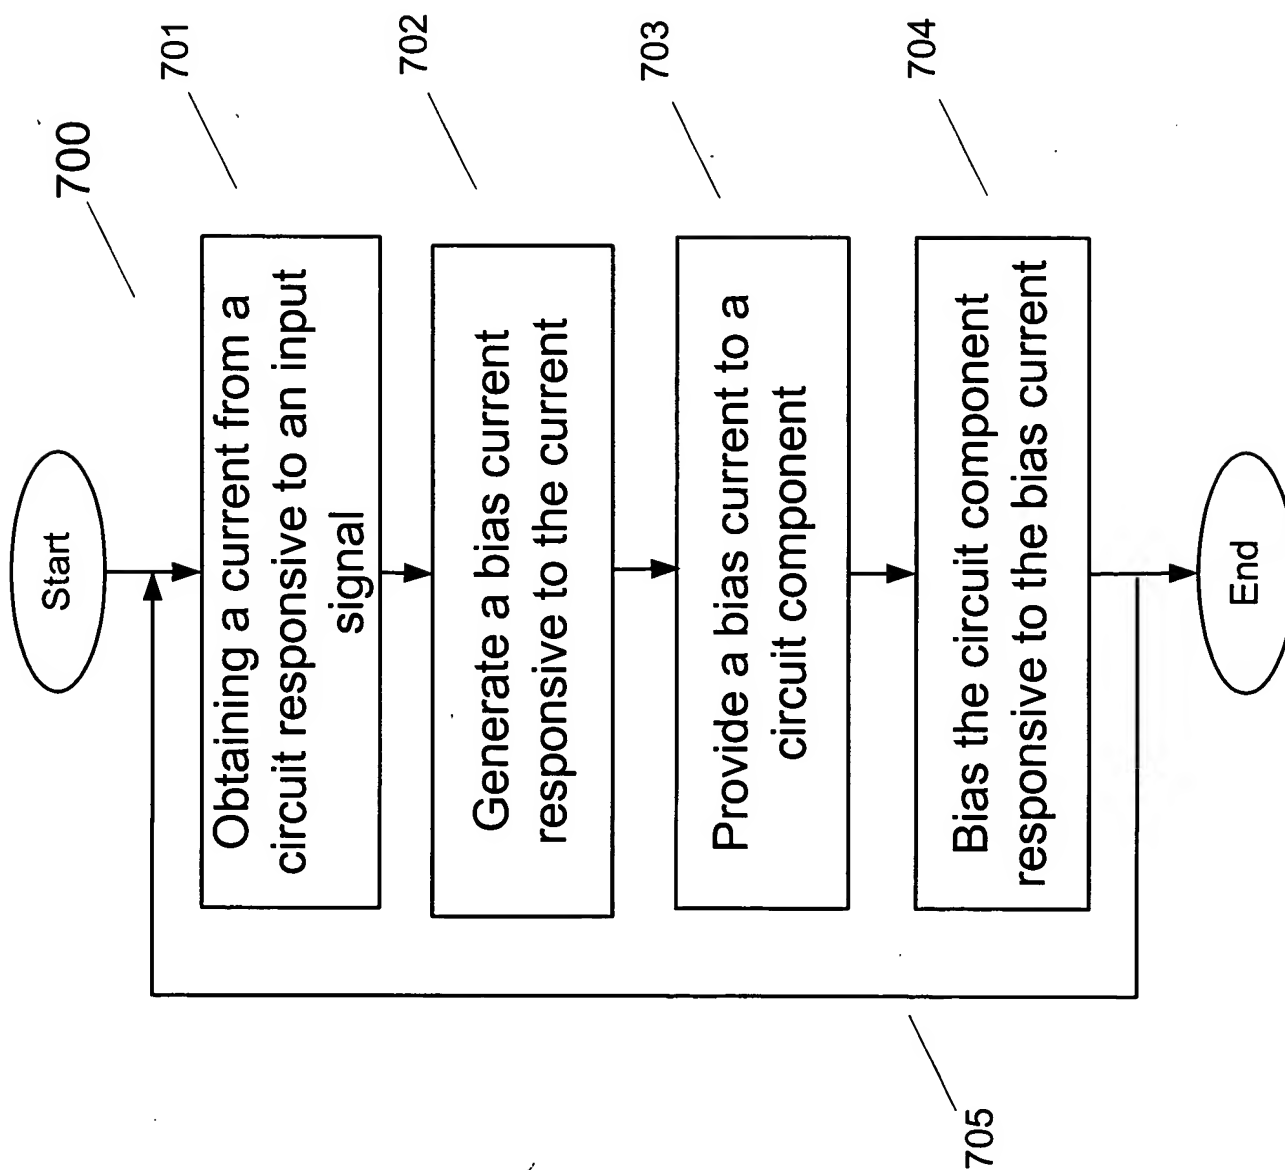 700
Start
701
Obtaining a current from a
circuit responsive to an input
signal
702
Generate a bias current
responsive to the current
703
Provide a bias current to a
circuit component
704
Bias the circuit component
responsive to the bias current
705
End